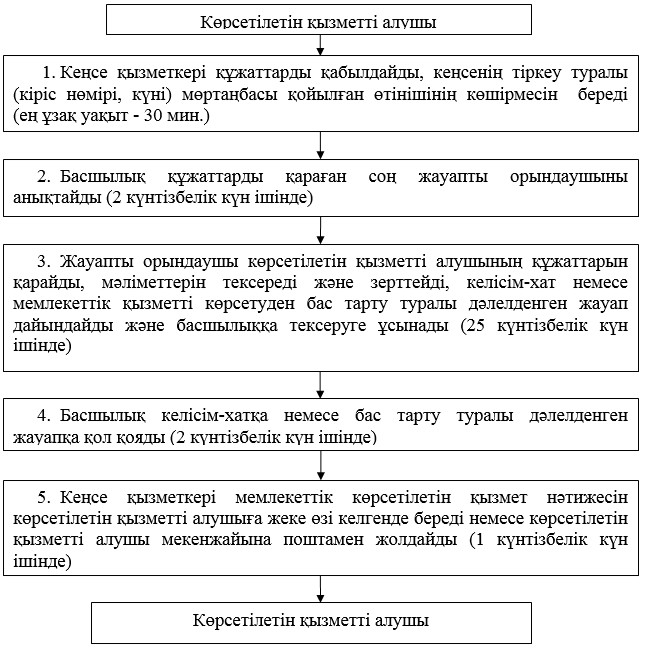 Көрсетілетін қызметті алушы
1. Кеңсе қызметкері құжаттарды қабылдайды, кеңсенің тіркеу туралы
(кіріс нөмірі, күні) мөртаңбасы қойылған өтінішінің көшірмесін береді
(ең ұзақ уақыт - 30 мин.)
2. Басшылық құжаттарды қараған соң жауапты орындаушыны
анықтайды (2 күнтізбелік күн ішінде)
3. Жауапты орындаушы көрсетілетін қызметті алушының құжаттарын
қарайды, мәліметтерін тексереді және зерттейді, келісім-хат немесе
мемлекеттік қызметті көрсетуден бас тарту туралы дәлелденген жауап
дайындайды және басшылыққа тексеруге ұсынады (25 күнтізбелік күн
ішінде)
4. Басшылық келісім-хатқа немесе бас тарту туралы дәлелденген
жауапқа қол қояды (2 күнтізбелік күн ішінде)
5. Кеңсе қызметкері мемлекеттік көрсетілетін қызмет нәтижесін
көрсетілетін қызметті алушыға жеке өзі келгенде береді немесе көрсетілетін
қызметті алушы мекенжайына поштамен жолдайды (1 күнтізбелік күн
ішінде)
Көрсетілетін қызметті алушы